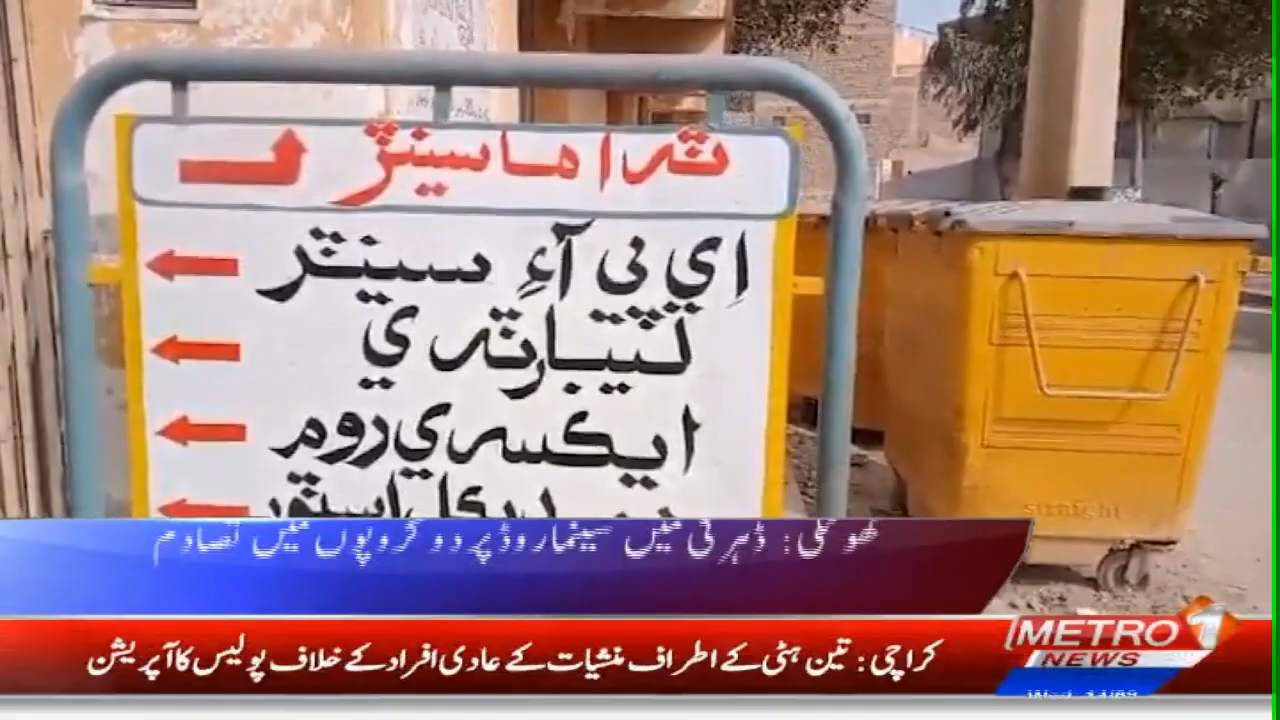 ٽراما سينٽر
اِي پي آءِ سينٽر
ليبارٽري
ايڪسري روم
straight
گھوٹکی: ڈہرکی میں سینما روڈ پر دو گروپوں میں تصادم
کراچی: تین ہٹی کے اطراف منشیات کے عادی افراد کے خلاف پولیس کا آپریشن
METRO 1
NEWS